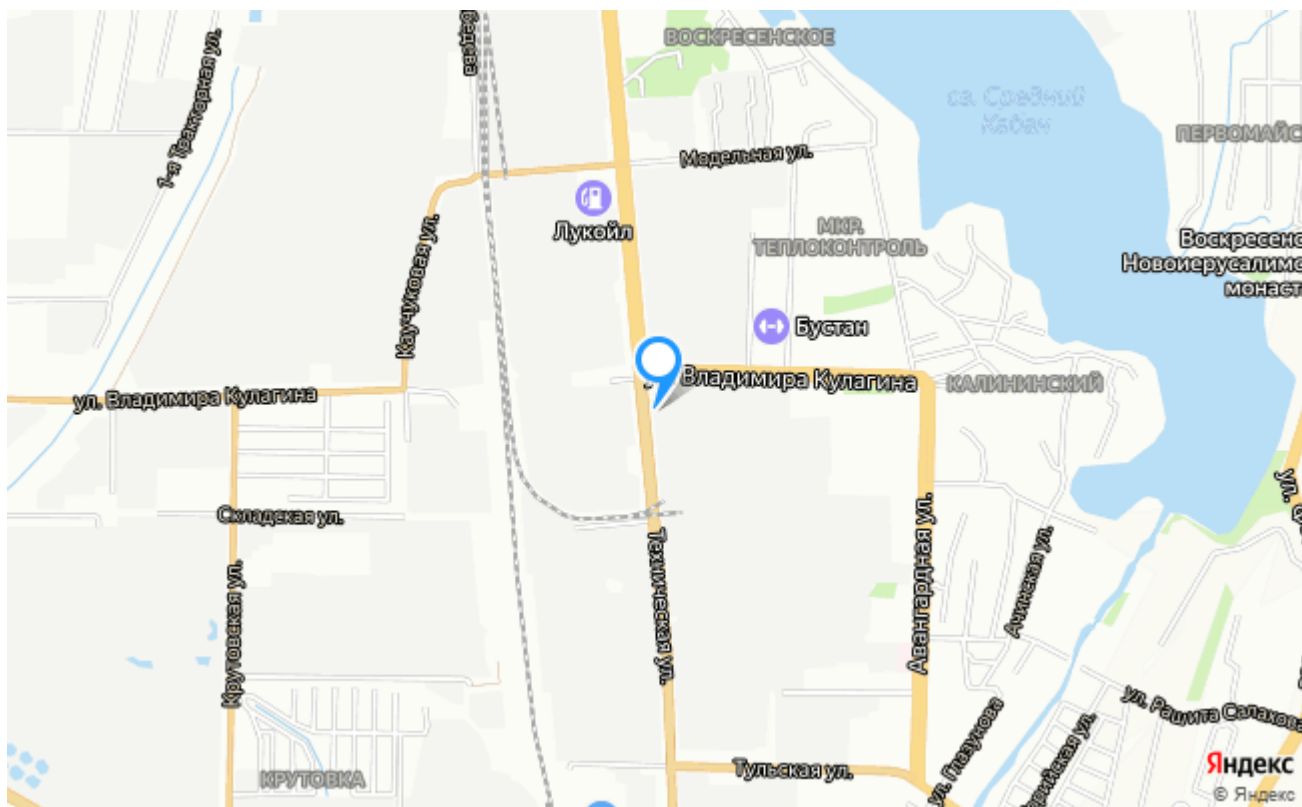 ВОСКРЕСЕНСКОЕ
оз. Средний
Кабан
1-я Тракторная ул.
ПЕРВОМАЙС
Модельная ул.
Лукойл
МКР.
ТЕПЛОКОНТРОЛЬ
Воскресенс
Новоиерусалимс
монаст
Каучуковая ул.
Бустан
Владимира Кулагина
КАЛИНИНСКИЙ
ул. Владимира Кулагина
Складская ул.
Техническая ул.
Авангардная ул.
Ачинская ул.
Крутовская ул.
ул. Рашита Салахова
КРУТОВКА
Тульская ул.
ул. Глазунова
Яндекс
© Яндекс